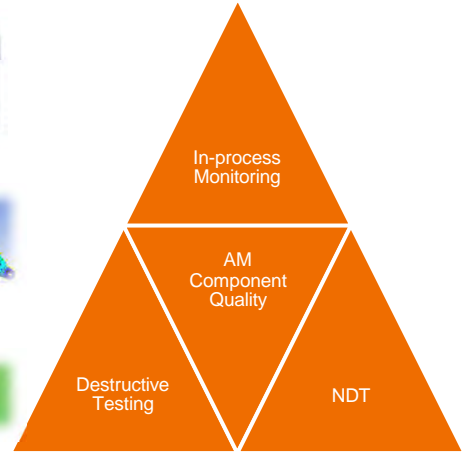 In-process
Monitoring
AM
Component
Quality
Destructive
Testing
NDT